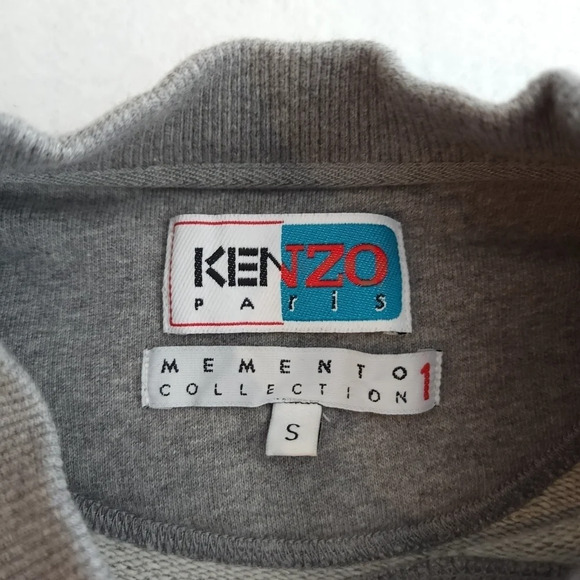 KENZO
PARIS
MEMENTO 1
COLLECTION
S